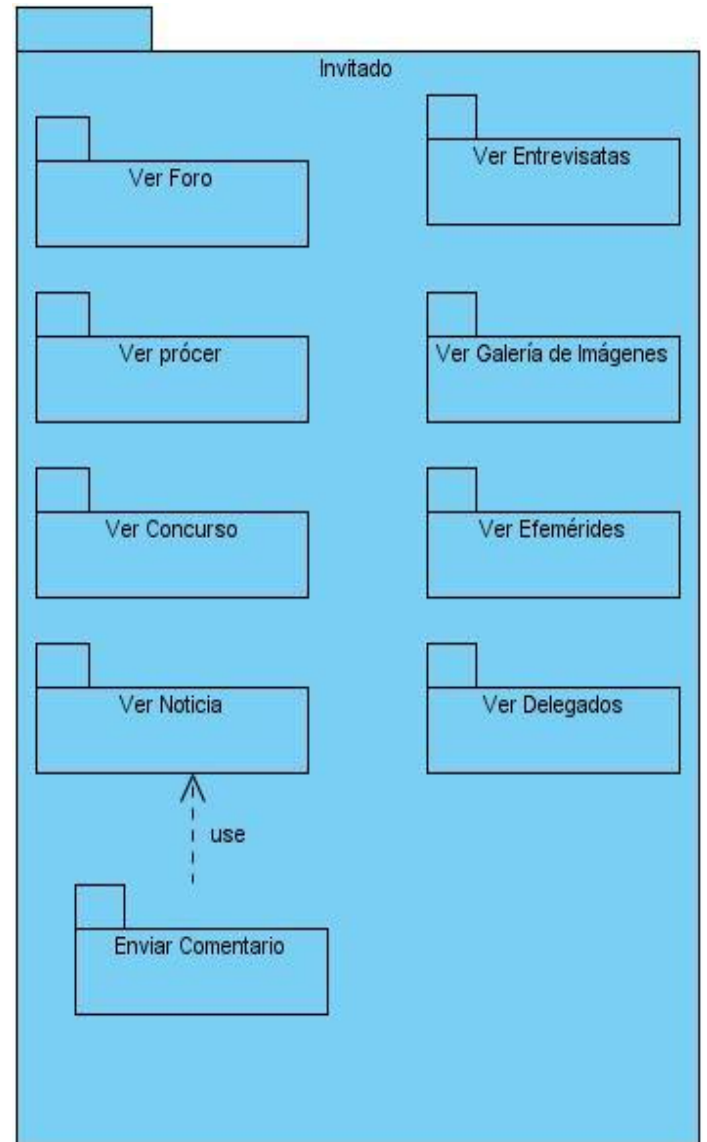 Invitado
Ver Foro
Ver Entrevisatas
Ver prócer
Ver Galería de Imágenes
Ver Concurso
Ver Efemérides
Ver Noticia
Ver Delegados
use
Enviar Comentario